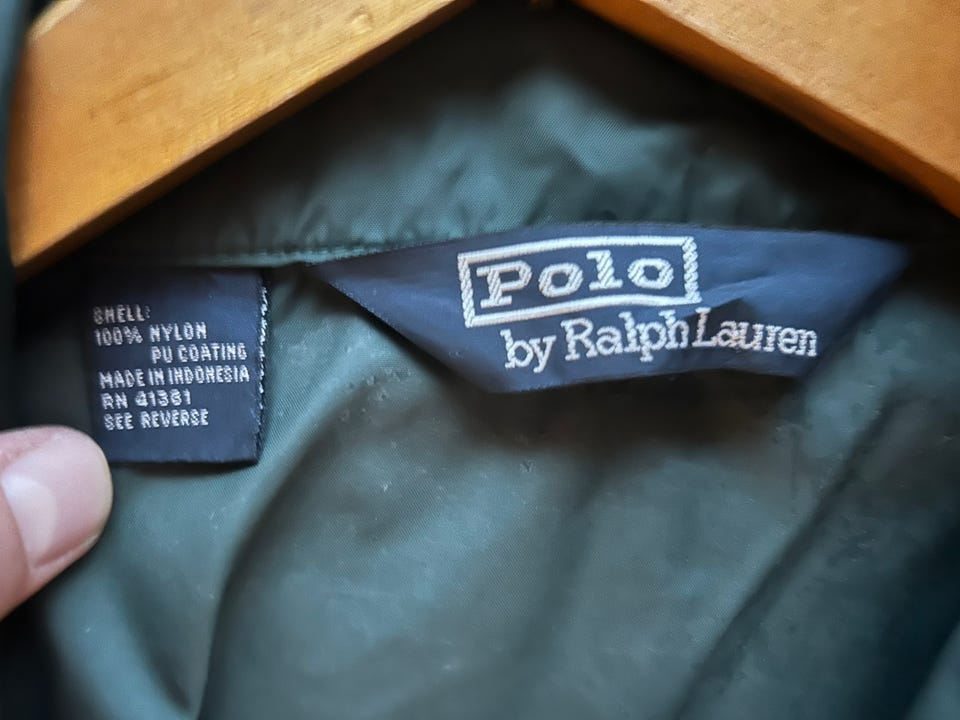 SHELL:
100% NYLON
PU COATING
MADE IN INDONESIA
RN 41381
SEE REVERSE
Polo
by Ralph Lauren